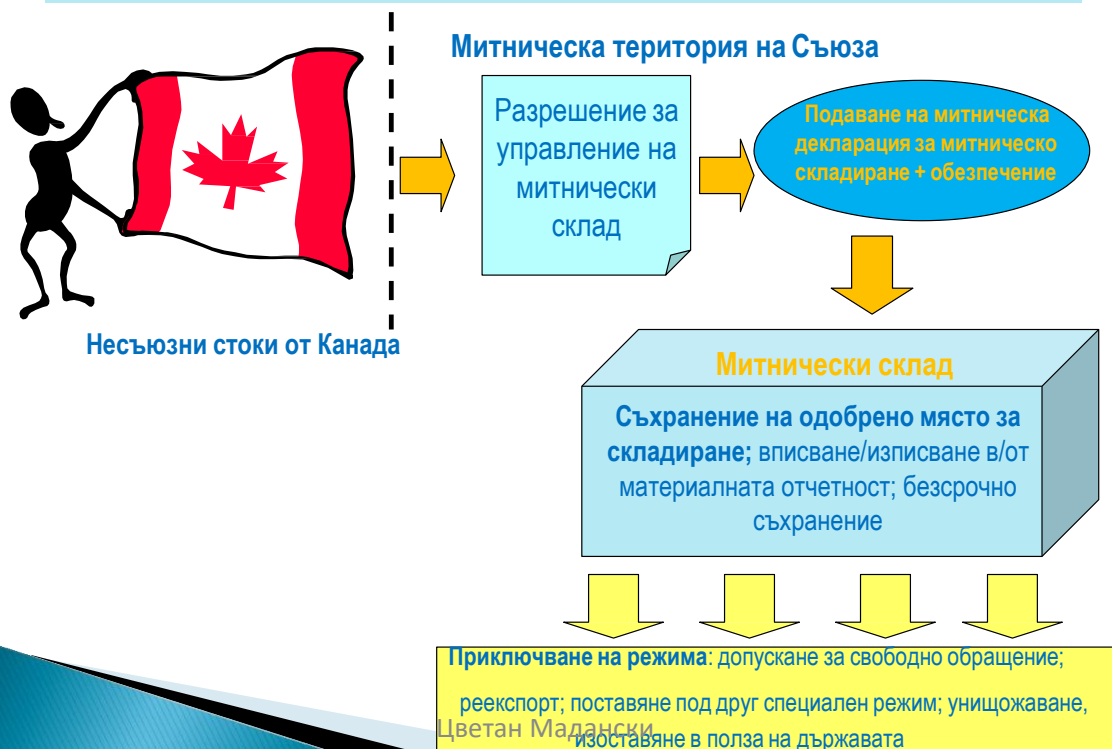 Митническа територия на Съюза
Разрешение за
управление на
митнически
склад
Подаване на митническа
декларация за митническо
складиране + обезпечение
Несъюзни стоки от Канада
Митнически склад
Съхранение на одобрено място за
складиране; вписване/изписване в/от
материалната отчетност; безсрочно
съхранение
Приключване на режима: допускане за свободно обращение;
реекспорт; поставяне под друг специален режим; унищожаване,
изоставяне в полза на държавата
Цветан Мадански